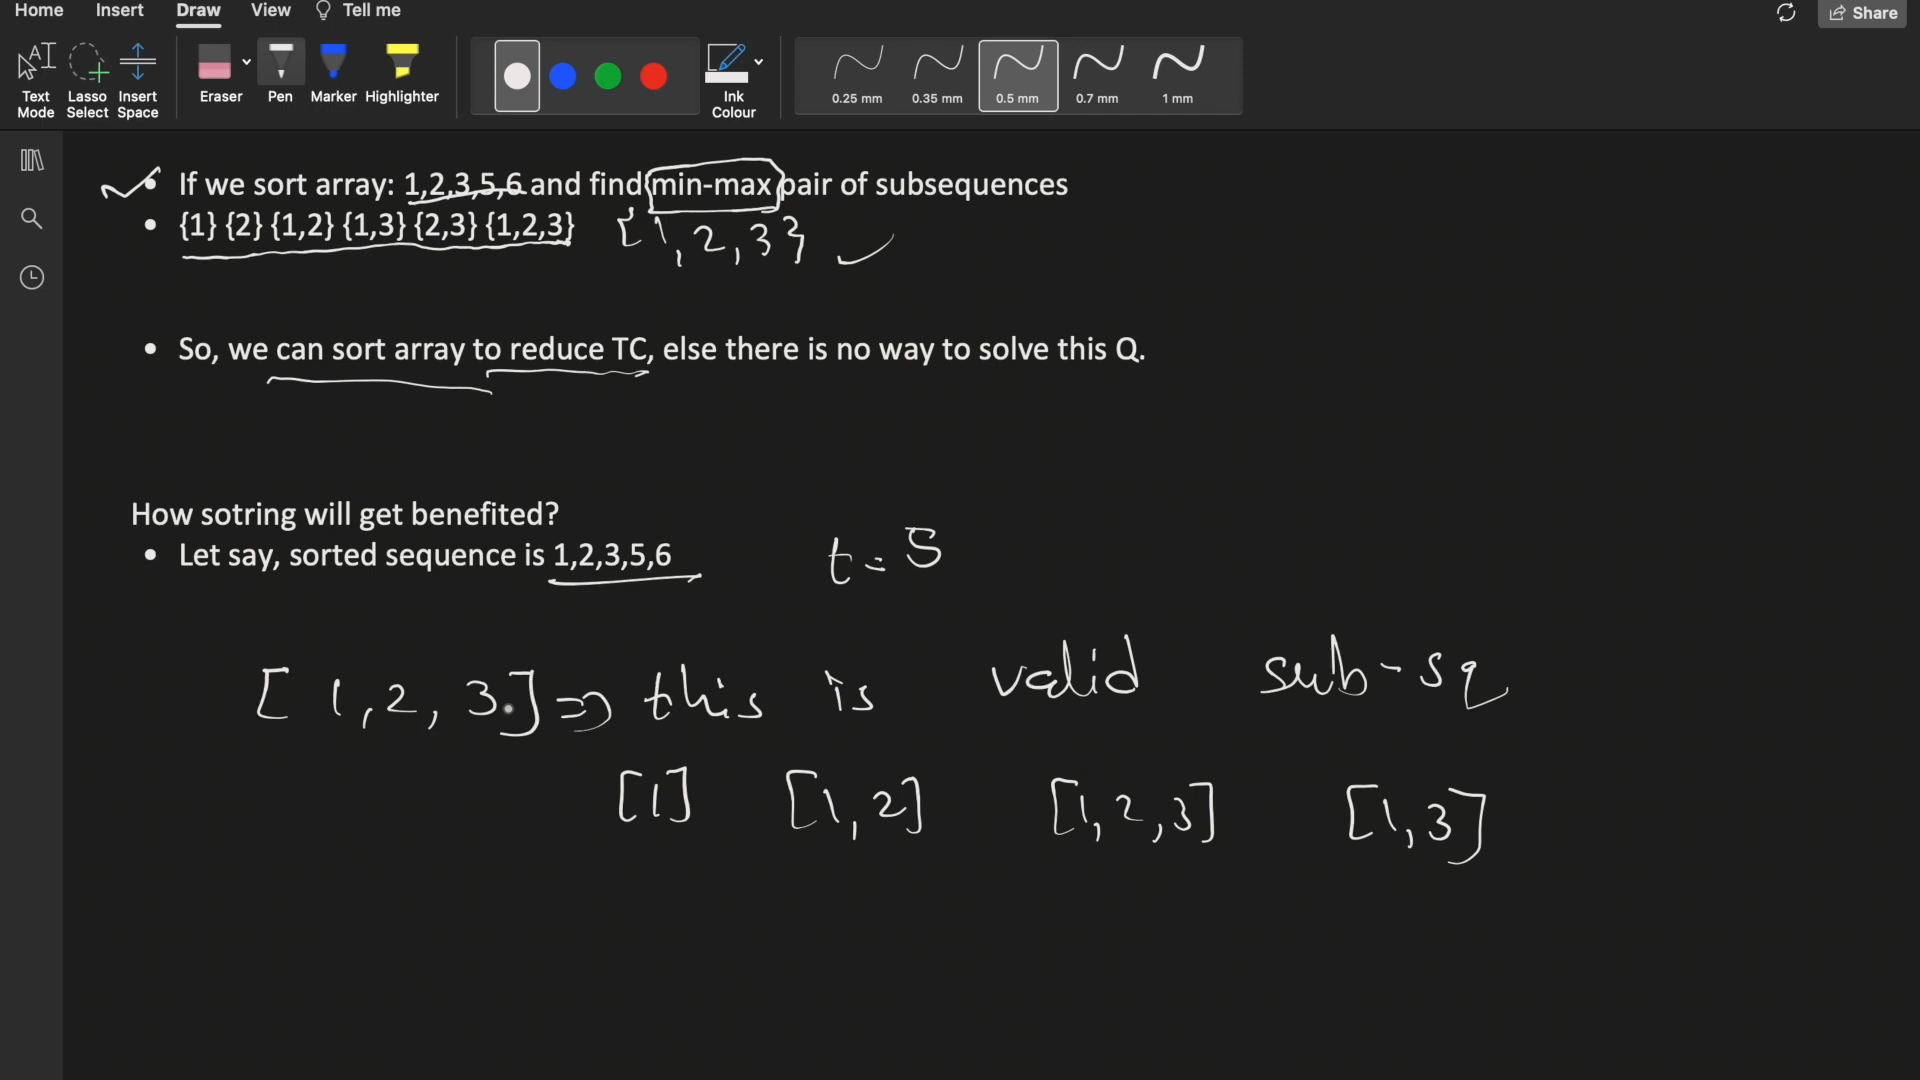 Home Insert Draw View Tell me Share
Text Mode Lasso Select Insert Space Eraser Pen Marker Highlighter Ink Colour 0.25 mm 0.35 mm 0.5 mm 0.7 mm 1 mm
• If we sort array: 1,2,3,5,6 and find min-max pair of subsequences
• {1} {2} {1,2} {1,3} {2,3} {1,2,3} {1,2,3}
• So, we can sort array to reduce TC, else there is no way to solve this Q.
How sotring will get benefited?
• Let say, sorted sequence is 1,2,3,5,6 t = 5
[1,2,3] => this is valid sub-sq
[1] [1,2] [1,2,3] [1,3]